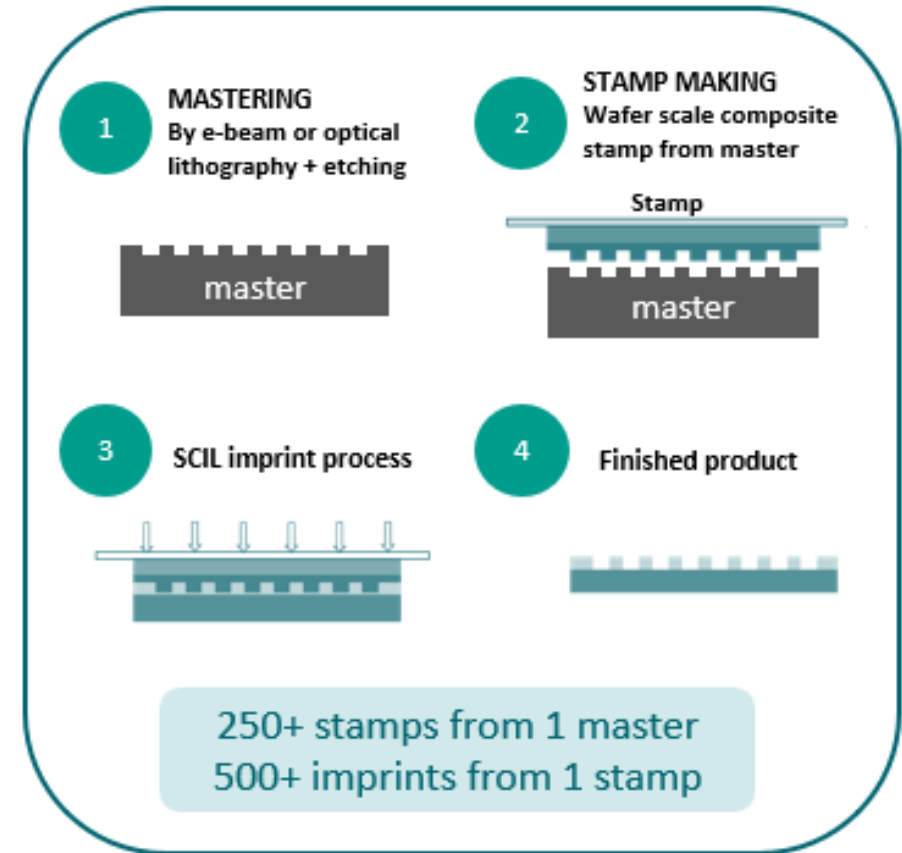 1
MASTERING
By e-beam or optical
lithography + etching
master
2
STAMP MAKING
Wafer scale composite
stamp from master
Stamp
master
3
SCIL imprint process
4
Finished product
250+ stamps from 1 master
500+ imprints from 1 stamp